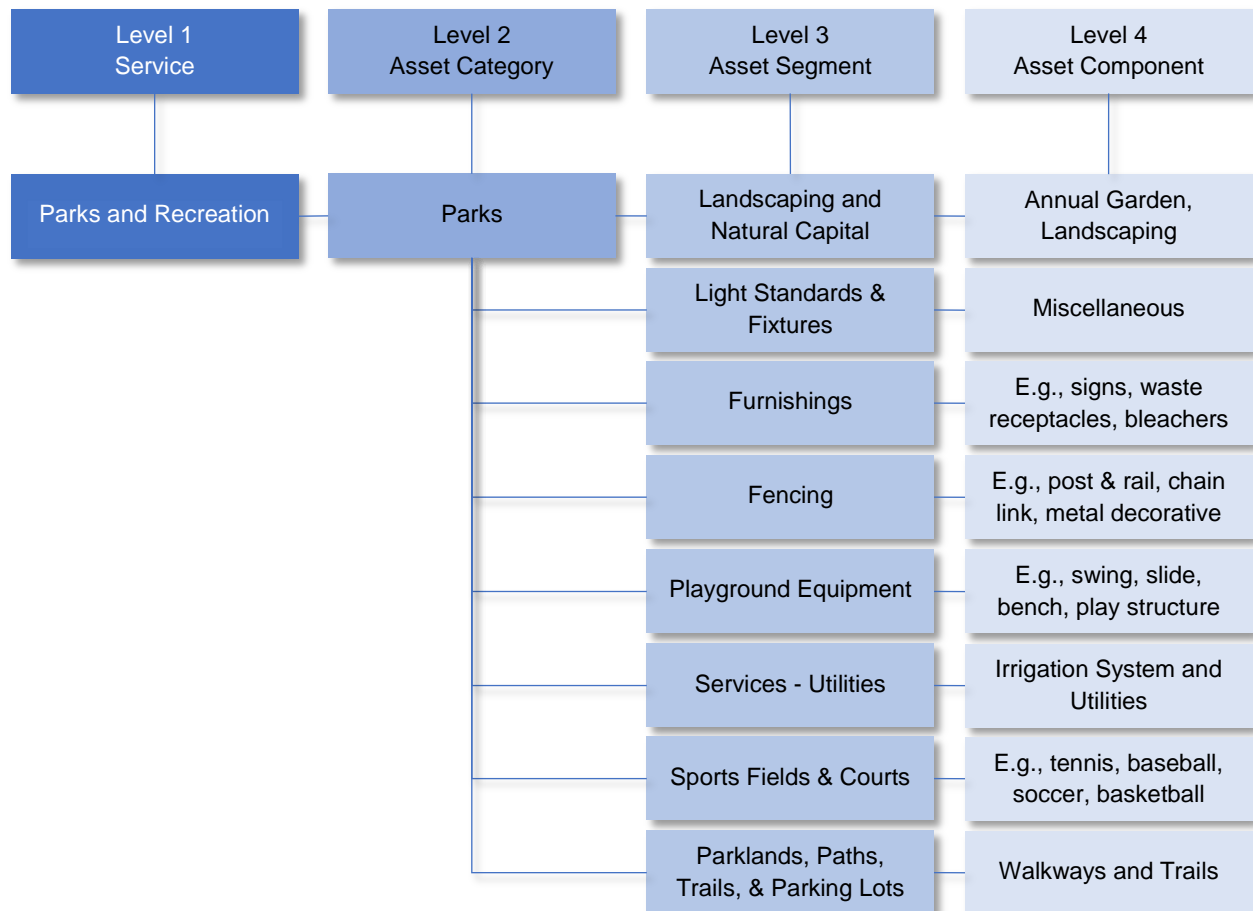 Level 1
Service
Level 2
Asset Category
Level 3
Asset Segment
Level 4
Asset Component
Parks and Recreation
Parks
Landscaping and
Natural Capital
Annual Garden,
Landscaping
Light Standards &
Fixtures
Miscellaneous
Furnishings
E.g., signs, waste
receptacles, bleachers
Fencing
E.g., post & rail, chain
link, metal decorative
Playground Equipment
E.g., swing, slide,
bench, play structure
Services - Utilities
Irrigation System and
Utilities
Sports Fields & Courts
E.g., tennis, baseball,
soccer, basketball
Parklands, Paths,
Trails, & Parking Lots
Walkways and Trails